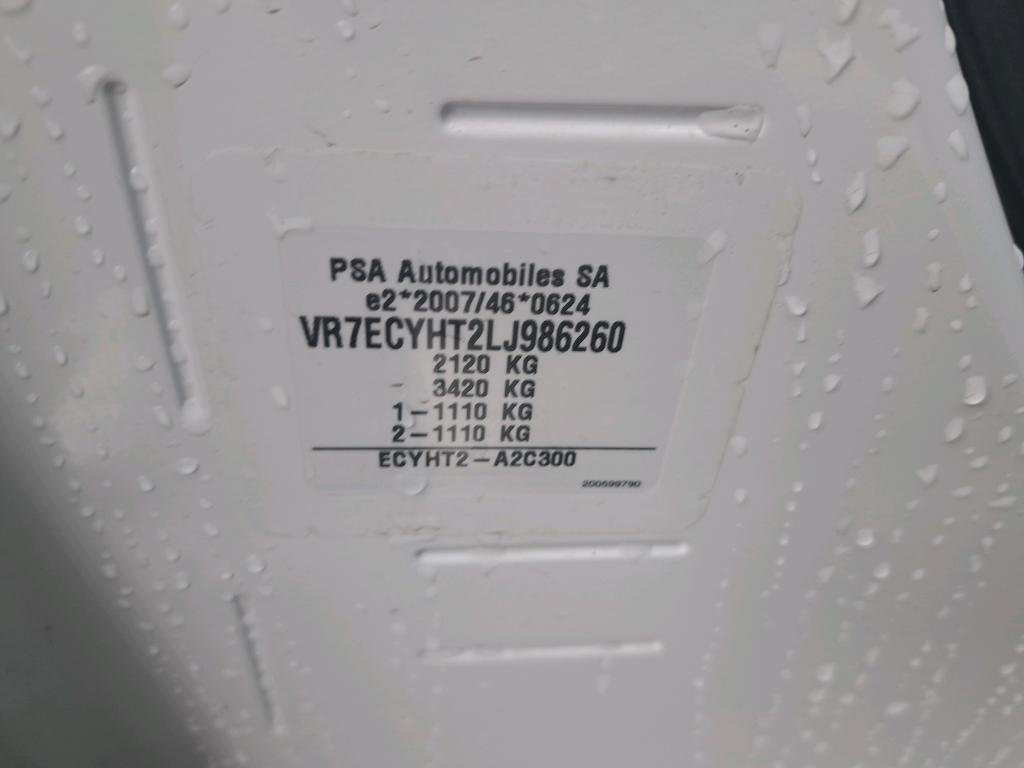 PSA Automobiles SA
e2*2007/46*0624
VR7ECYHT2LJ986260
2120 KG
- 3420 KG
1-1110 KG
2-1110 KG
ECYHT2-A2C300
200599790